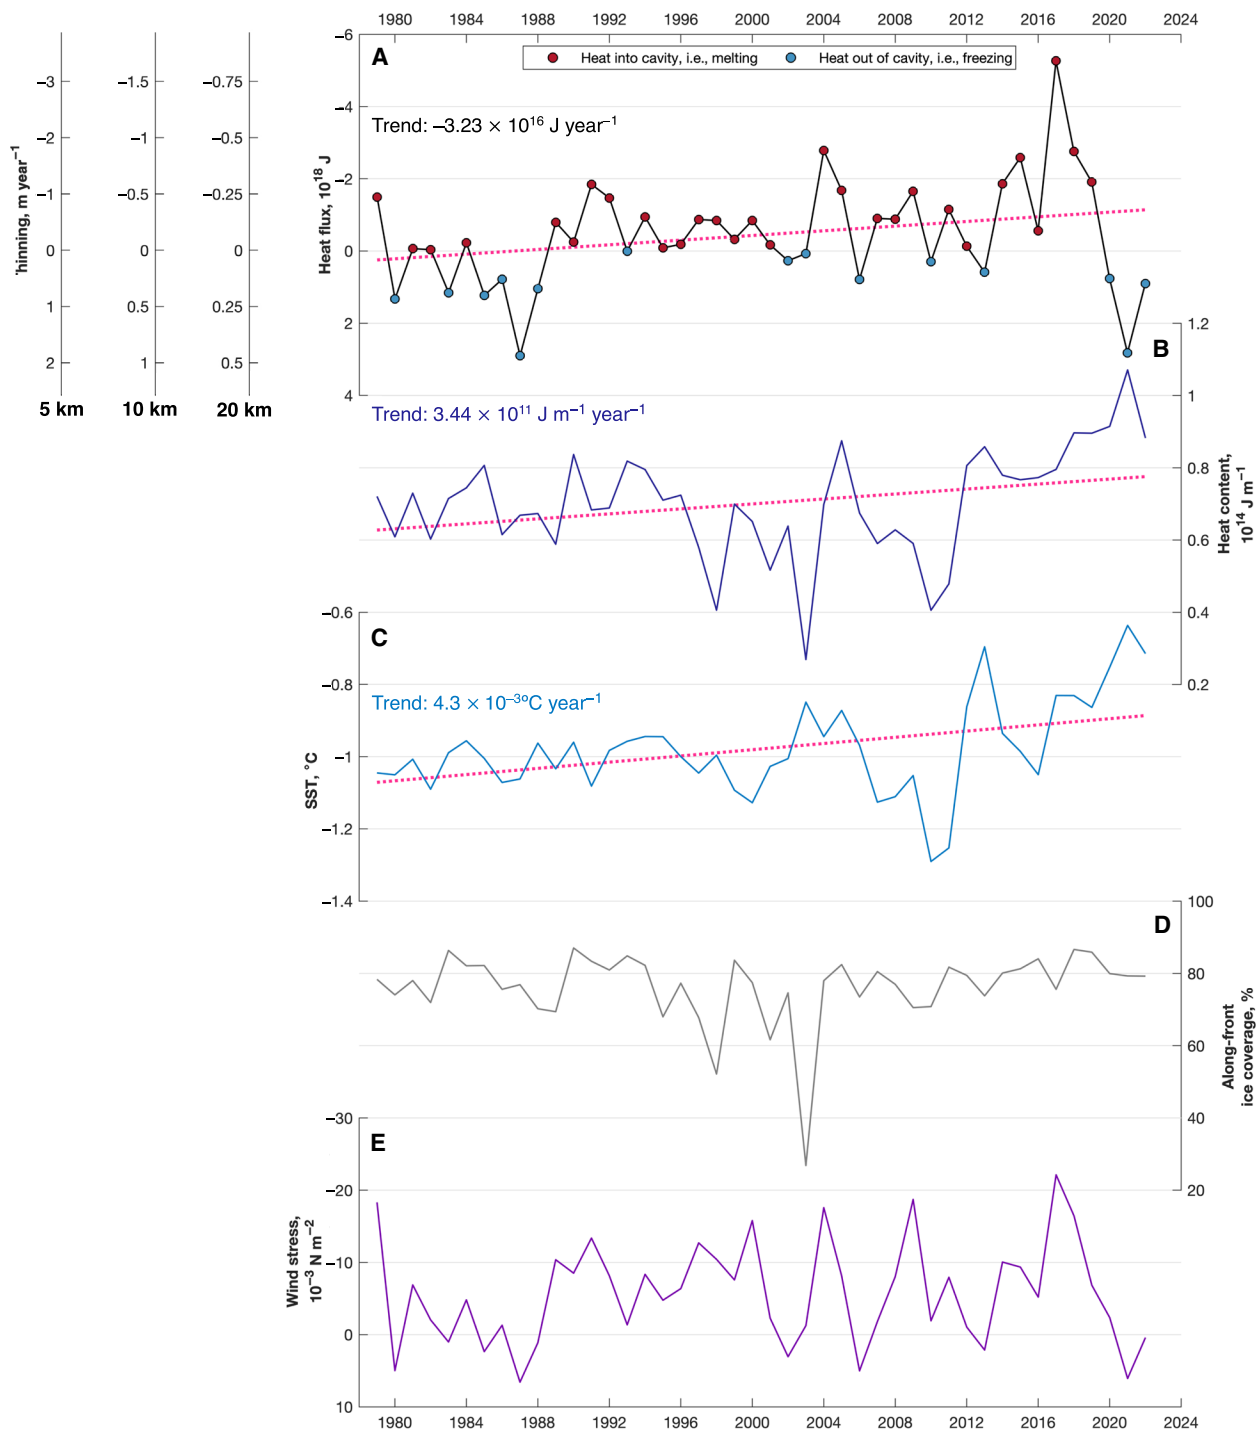 1980 1984 1988 1992 1996 2000 2004 2008 2012 2016 2020 2024
A
Heat into cavity, i.e., melting
Heat out of cavity, i.e., freezing
Trend: −3.23 × 10¹⁶ J year⁻¹
−6
−4
−2
0
2
4
Heat flux, 10¹⁸ J
'hinning, m year⁻¹
−3
−2
−1
0
1
2
5 km
−1.5
−1
−0.5
0
0.5
1
10 km
−0.75
−0.5
−0.25
0
0.25
0.5
20 km
B
Trend: 3.44 × 10¹¹ J m⁻¹ year⁻¹
1.2
1
0.8
0.6
0.4
0.2
Heat content,
10¹⁴ J m⁻¹
C
Trend: 4.3 × 10⁻³°C year⁻¹
−0.6
−0.8
−1
−1.2
−1.4
SST, °C
D
100
80
60
40
20
Along-front
ice coverage, %
E
−30
−20
−10
0
10
Wind stress,
10⁻³ N m⁻²
1980 1984 1988 1992 1996 2000 2004 2008 2012 2016 2020 2024